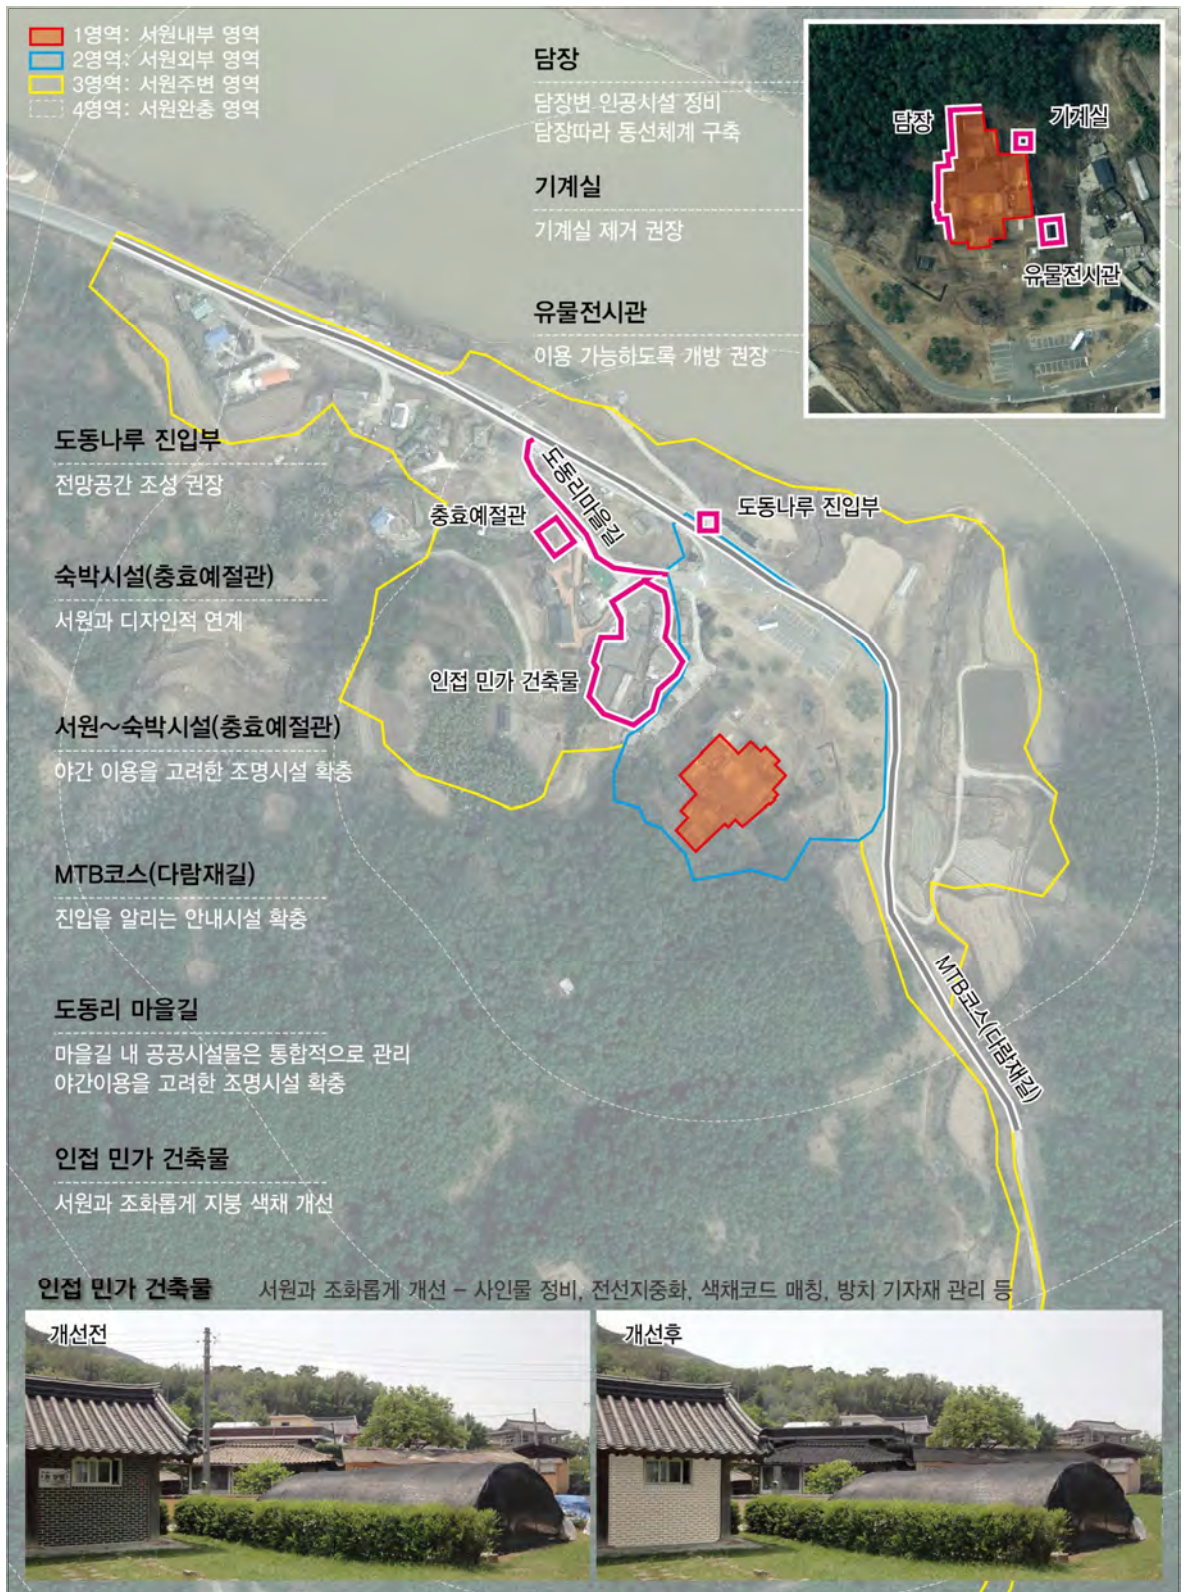 1영역: 서원내부 영역
2영역: 서원외부 영역
3영역: 서원주변 영역
4영역: 서원완충 영역
담장
담장변 인공시설 정비
담장따라 동선체계 구축
기계실
기계실 제거 권장
유물전시관
이용 가능하도록 개방 권장
담장
기계실
유물전시관
도동나루 진입부
전망공간 조성 권장
숙박시설(충효예절관)
서원과 디자인적 연계
서원~숙박시설(충효예절관)
야간 이용을 고려한 조명시설 확충
MTB코스(다람재길)
진입을 알리는 안내시설 확충
도동리 마을길
마을길 내 공공시설물은 통합적으로 관리
야간이용을 고려한 조명시설 확충
인접 민가 건축물
서원과 조화롭게 지붕 색채 개선
도동리마을길
충효예절관
도동나루 진입부
인접 민가 건축물
MTB코스(다람재길)
인접 민가 건축물 서원과 조화롭게 개선 – 사인물 정비, 전선지중화, 색채코드 매칭, 방치 기자재 관리 등
개선전
개선후